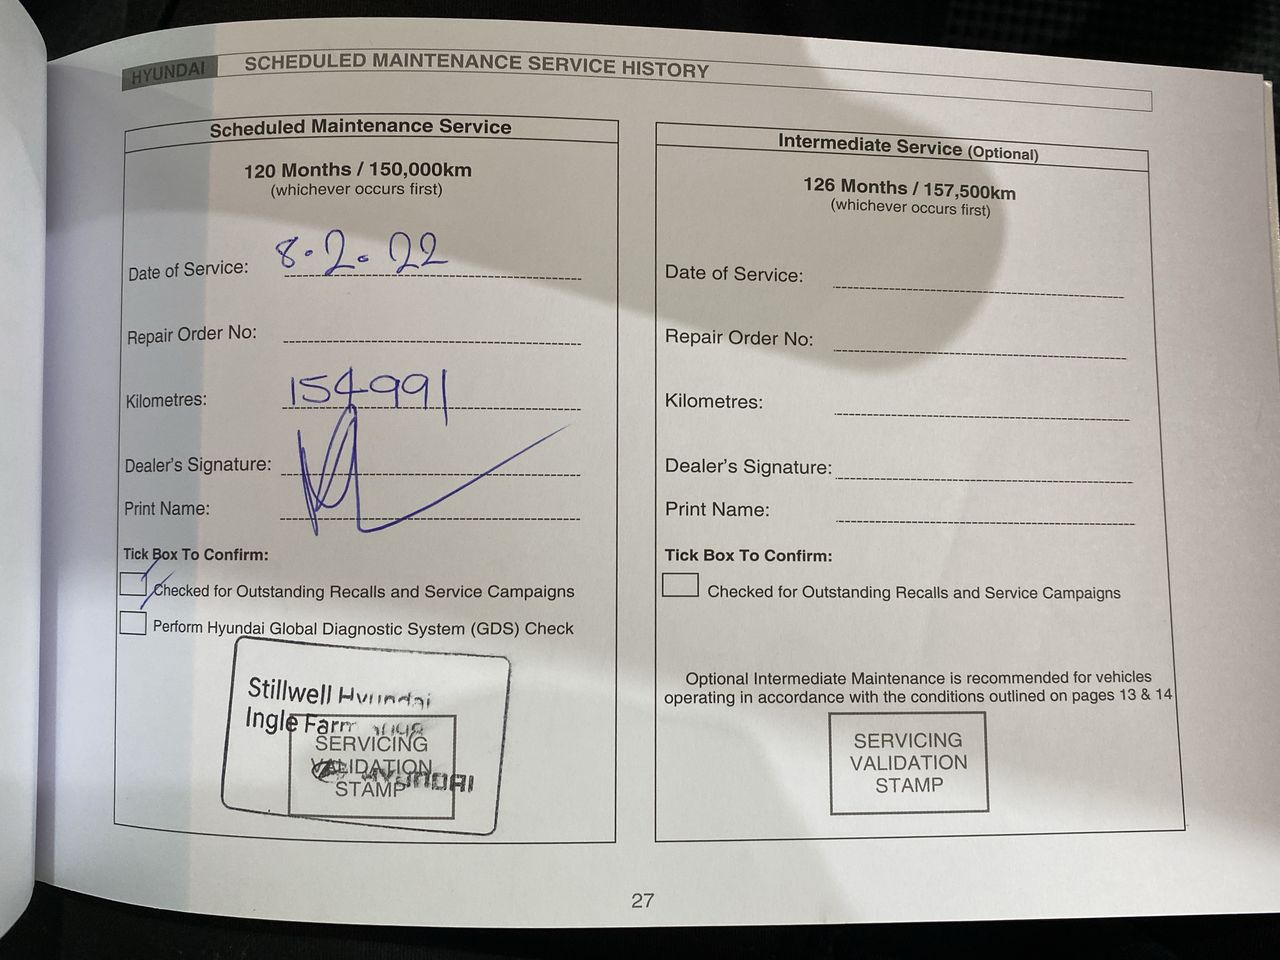 HYUNDAI
SCHEDULED MAINTENANCE SERVICE HISTORY
Scheduled Maintenance Service
120 Months / 150,000km
(whichever occurs first)
Date of Service: 8.2.22
Repair Order No:
Kilometres: 154991
Dealer's Signature:
Print Name:
Tick Box To Confirm:
Checked for Outstanding Recalls and Service Campaigns
Perform Hyundai Global Diagnostic System (GDS) Check
Stillwell Hyundai
Ingle Farm
SERVICING
VALIDATION
STAMP
HYUNDAI
Intermediate Service (Optional)
126 Months / 157,500km
(whichever occurs first)
Date of Service:
Repair Order No:
Kilometres:
Dealer's Signature:
Print Name:
Tick Box To Confirm:
Checked for Outstanding Recalls and Service Campaigns
Optional Intermediate Maintenance is recommended for vehicles
operating in accordance with the conditions outlined on pages 13 & 14
SERVICING
VALIDATION
STAMP
27